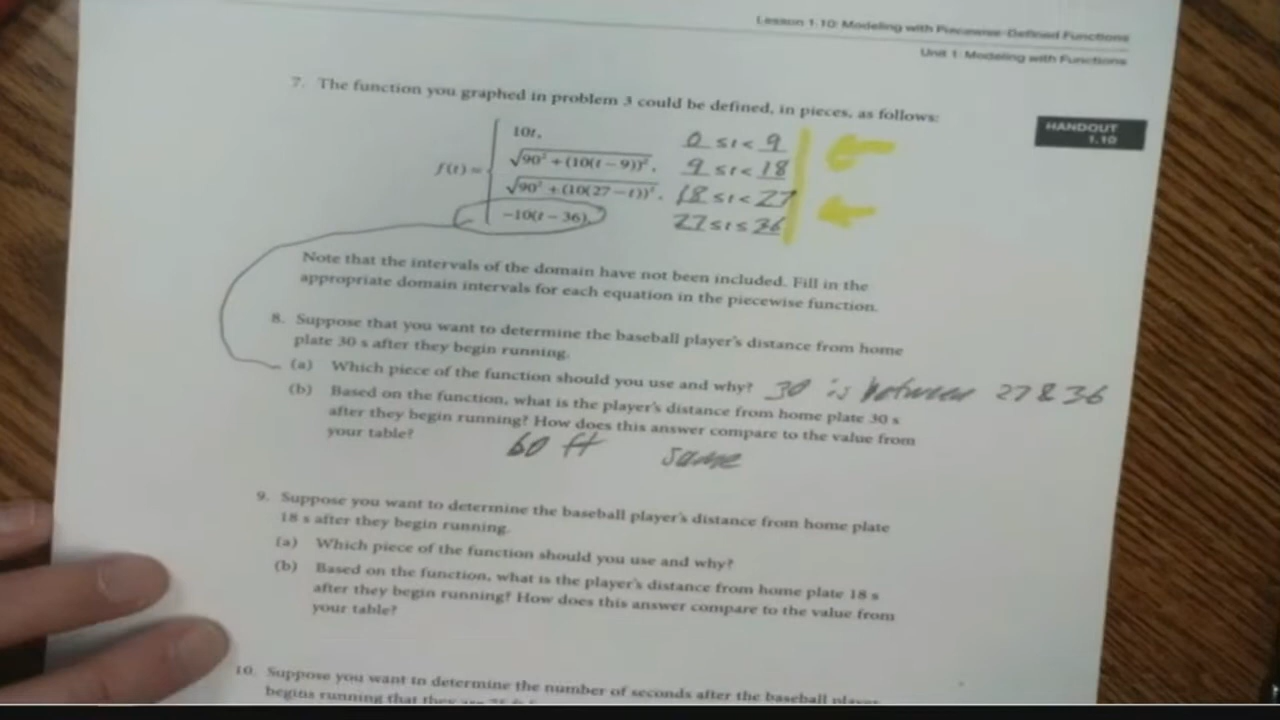 Lesson 1.10: Modeling with Piecewise-Defined Functions
Unit 1: Modeling with Functions
HANDOUT
1.10
7. The function you graphed in problem 3 could be defined, in pieces, as follows:
10t, 0 ≤ t < 9
√90² + (10(t − 9))², 9 ≤ t < 18
f(t) =
√90² + (10(27 − t))², 18 ≤ t < 27
−10(t − 36), 27 ≤ t ≤ 36
Note that the intervals of the domain have not been included. Fill in the
appropriate domain intervals for each equation in the piecewise function.
8. Suppose that you want to determine the baseball player's distance from home
plate 30 s after they begin running.
(a) Which piece of the function should you use and why? 30 is between 27 & 36
(b) Based on the function, what is the player's distance from home plate 30 s
after they begin running? How does this answer compare to the value from
your table? 60 ft same
9. Suppose you want to determine the baseball player's distance from home plate
18 s after they begin running.
(a) Which piece of the function should you use and why?
(b) Based on the function, what is the player's distance from home plate 18 s
after they begin running? How does this answer compare to the value from
your table?
10. Suppose you want to determine the number of seconds after the baseball player
begins running that they are 75